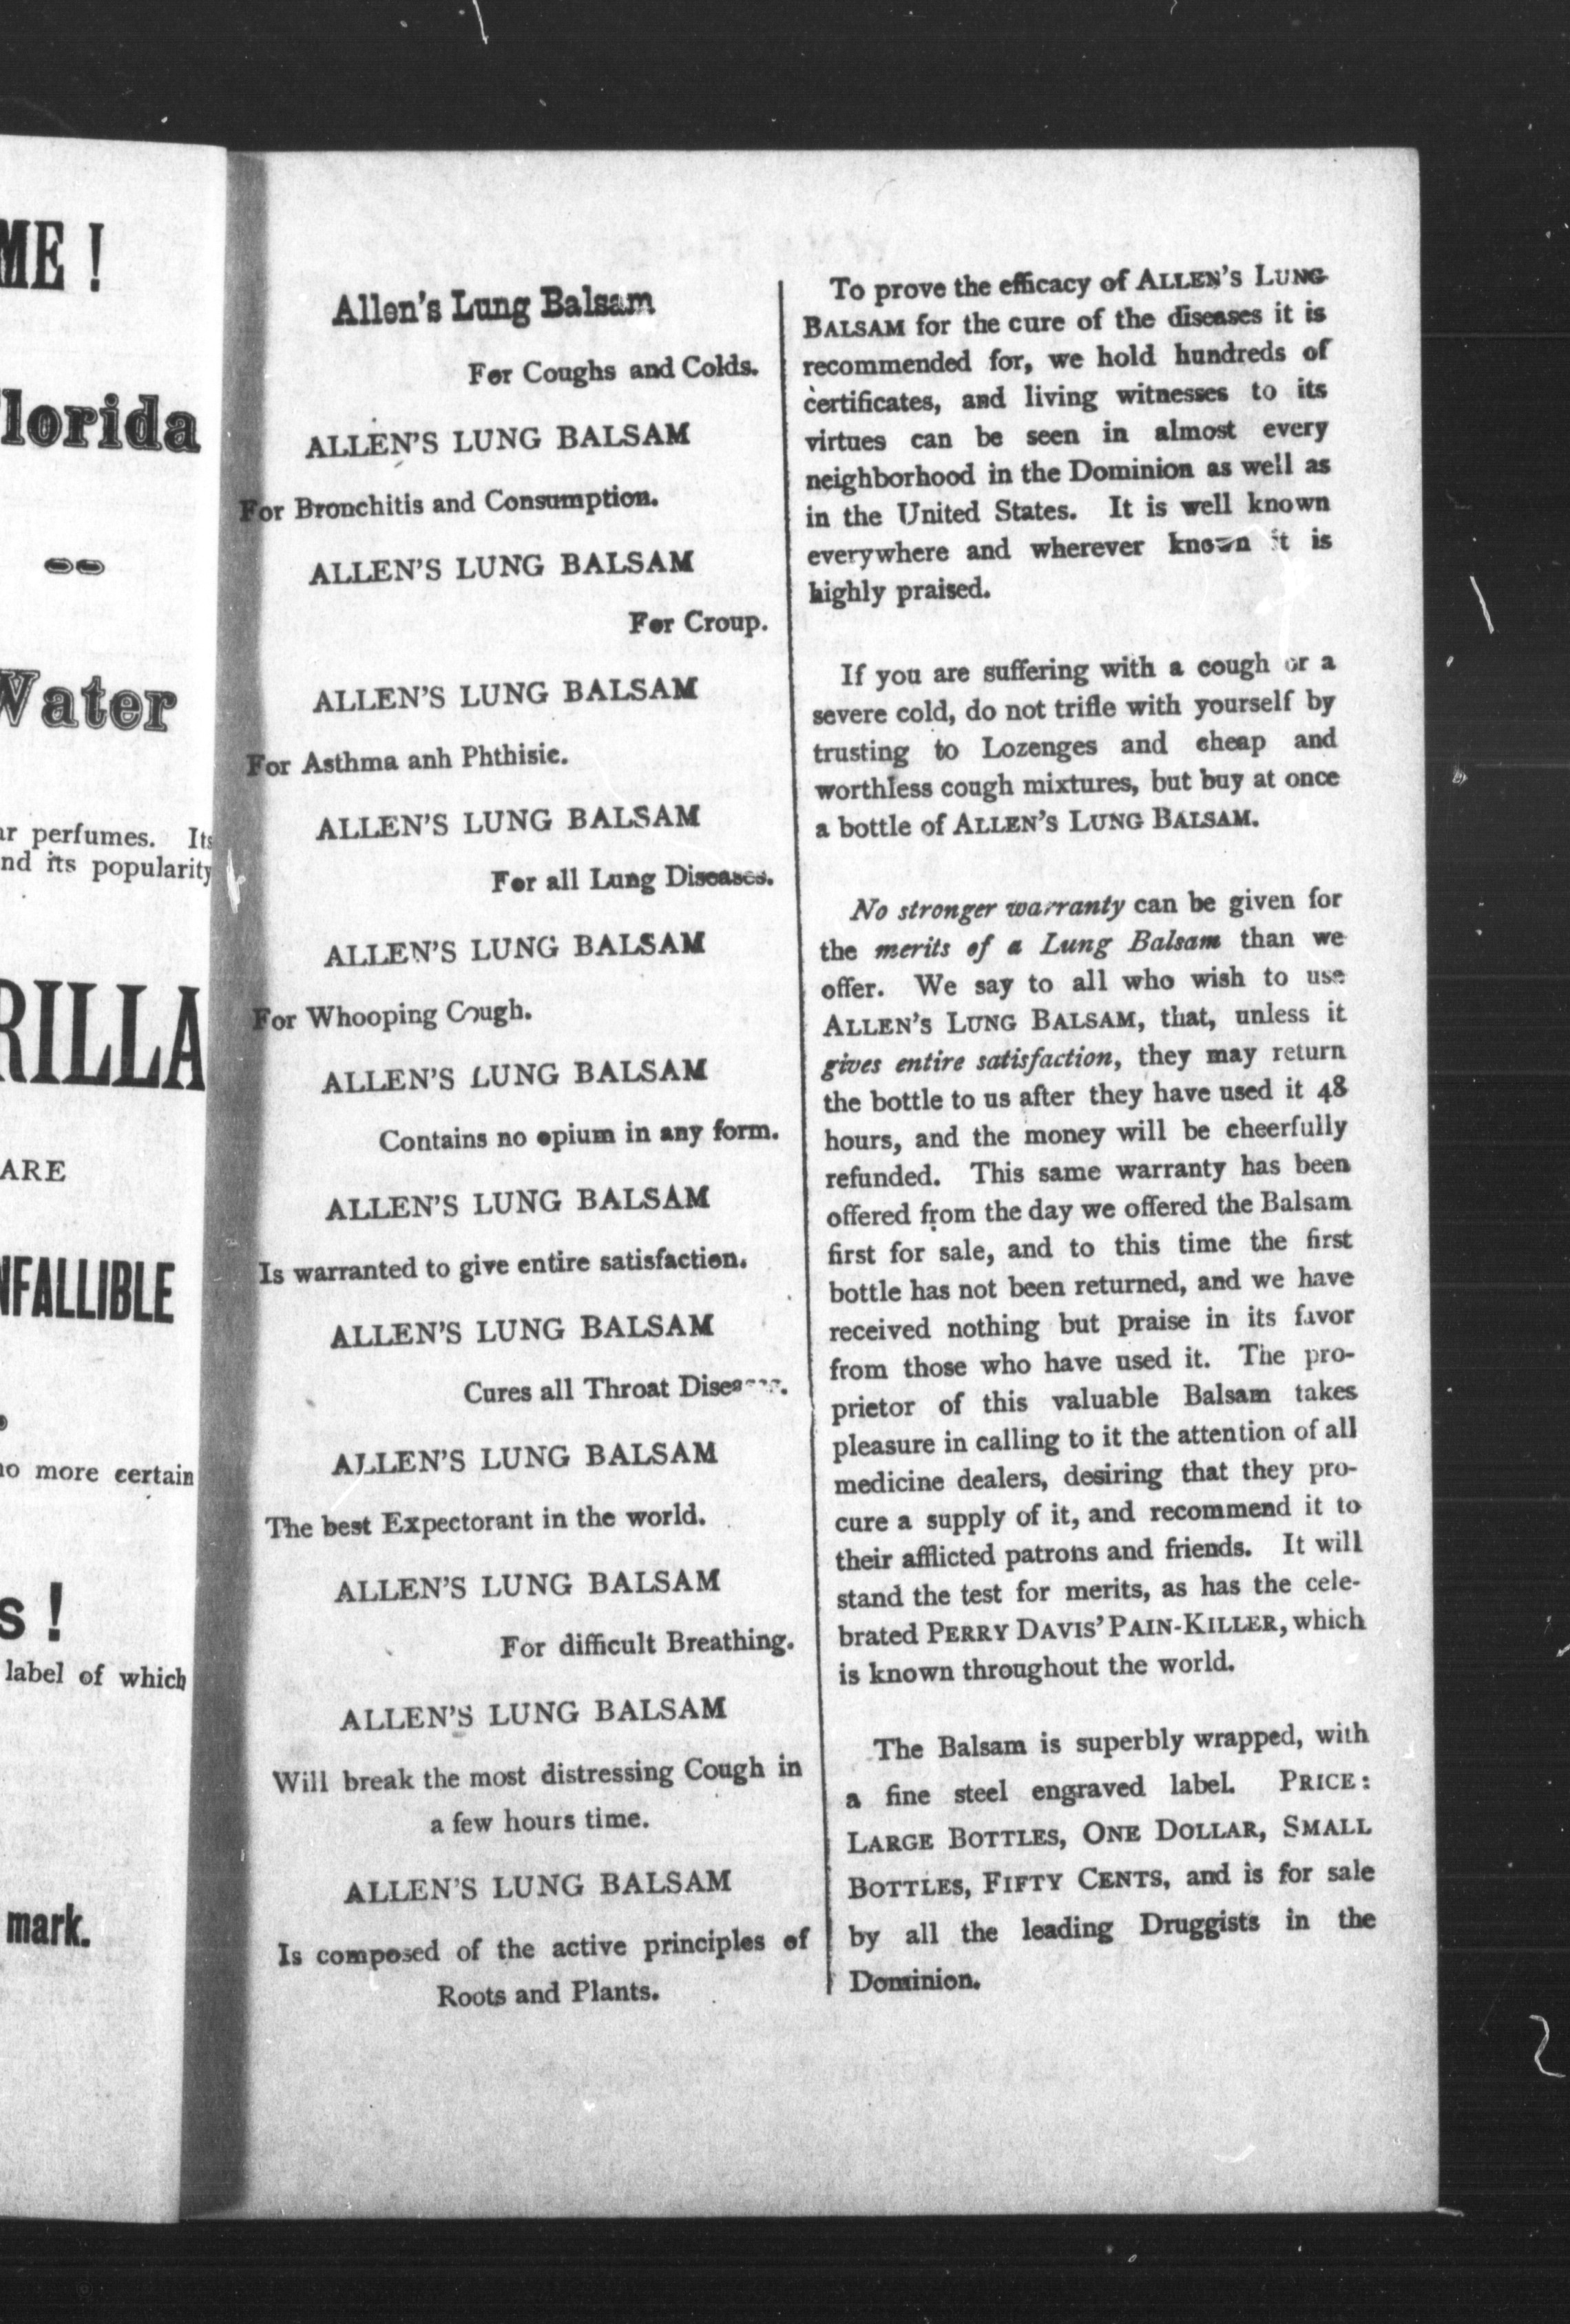 ME !
lorida
Water
ar perfumes. Its
nd its popularity
RILLA
ARE
NFALLIBLE
no more certain
s !
label of which
mark.
Allen's Lung Balsam
For Coughs and Colds.
ALLEN'S LUNG BALSAM
For Bronchitis and Consumption.
ALLEN'S LUNG BALSAM
For Croup.
ALLEN'S LUNG BALSAM
For Asthma anh Phthisic.
ALLEN'S LUNG BALSAM
For all Lung Diseases.
ALLEN'S LUNG BALSAM
For Whooping Cough.
ALLEN'S LUNG BALSAM
Contains no opium in any form.
ALLEN'S LUNG BALSAM
Is warranted to give entire satisfaction.
ALLEN'S LUNG BALSAM
Cures all Throat Diseases.
ALLEN'S LUNG BALSAM
The best Expectorant in the world.
ALLEN'S LUNG BALSAM
For difficult Breathing.
ALLEN'S LUNG BALSAM
Will break the most distressing Cough in
a few hours time.
ALLEN'S LUNG BALSAM
Is composed of the active principles of
Roots and Plants.
To prove the efficacy of ALLEN'S LUNG
BALSAM for the cure of the diseases it is
recommended for, we hold hundreds of
certificates, and living witnesses to its
virtues can be seen in almost every
neighborhood in the Dominion as well as
in the United States. It is well known
everywhere and wherever known it is
highly praised.
If you are suffering with a cough or a
severe cold, do not trifle with yourself by
trusting to Lozenges and cheap and
worthless cough mixtures, but buy at once
a bottle of ALLEN'S LUNG BALSAM.
No stronger warranty can be given for
the merits of a Lung Balsam than we
offer. We say to all who wish to use
ALLEN'S LUNG BALSAM, that, unless it
gives entire satisfaction, they may return
the bottle to us after they have used it 48
hours, and the money will be cheerfully
refunded. This same warranty has been
offered from the day we offered the Balsam
first for sale, and to this time the first
bottle has not been returned, and we have
received nothing but praise in its favor
from those who have used it. The pro-
prietor of this valuable Balsam takes
pleasure in calling to it the attention of all
medicine dealers, desiring that they pro-
cure a supply of it, and recommend it to
their afflicted patrons and friends. It will
stand the test for merits, as has the cele-
brated PERRY DAVIS' PAIN-KILLER, which
is known throughout the world.
The Balsam is superbly wrapped, with
a fine steel engraved label. PRICE:
LARGE BOTTLES, ONE DOLLAR, SMALL
BOTTLES, FIFTY CENTS, and is for sale
by all the leading Druggists in the
Dominion.